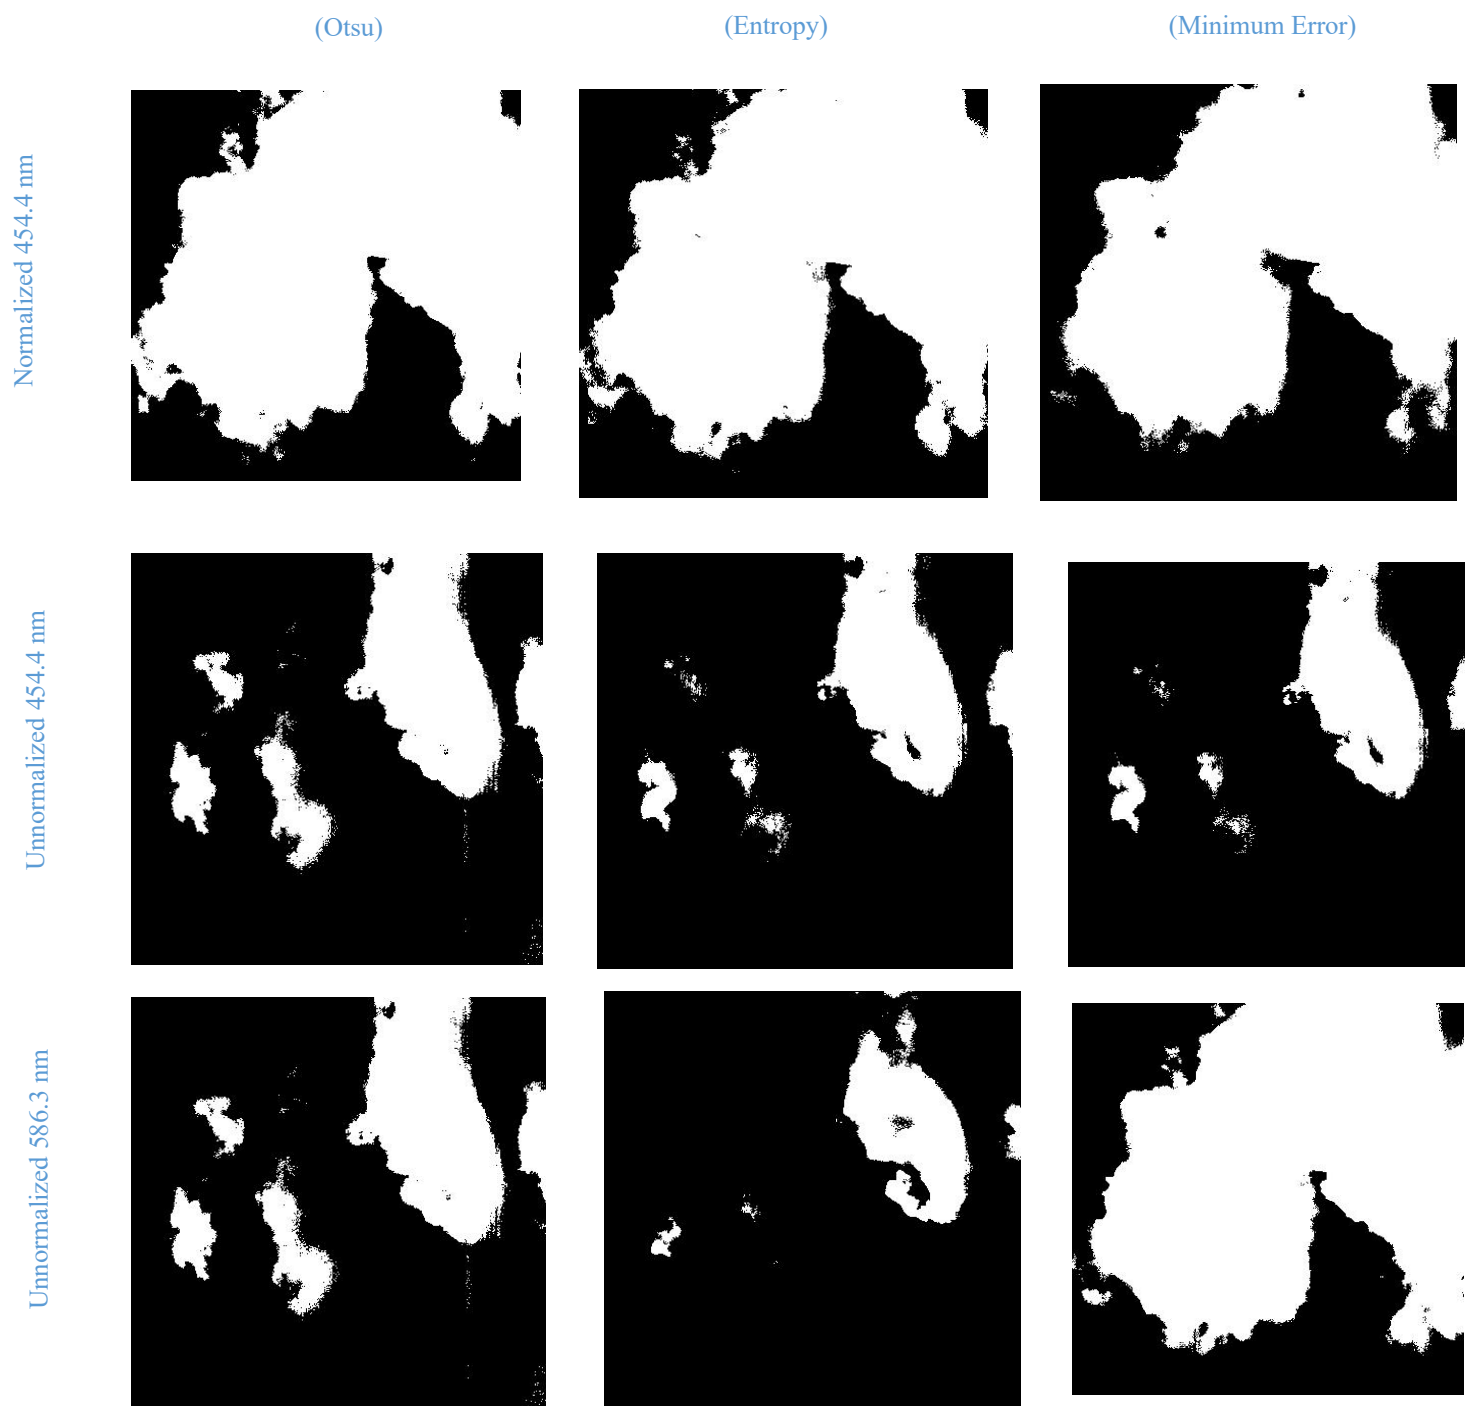 (Otsu)
(Entropy)
(Minimum Error)
Normalized 454.4 nm
Unnormalized 454.4 nm
Unnormalized 586.3 nm